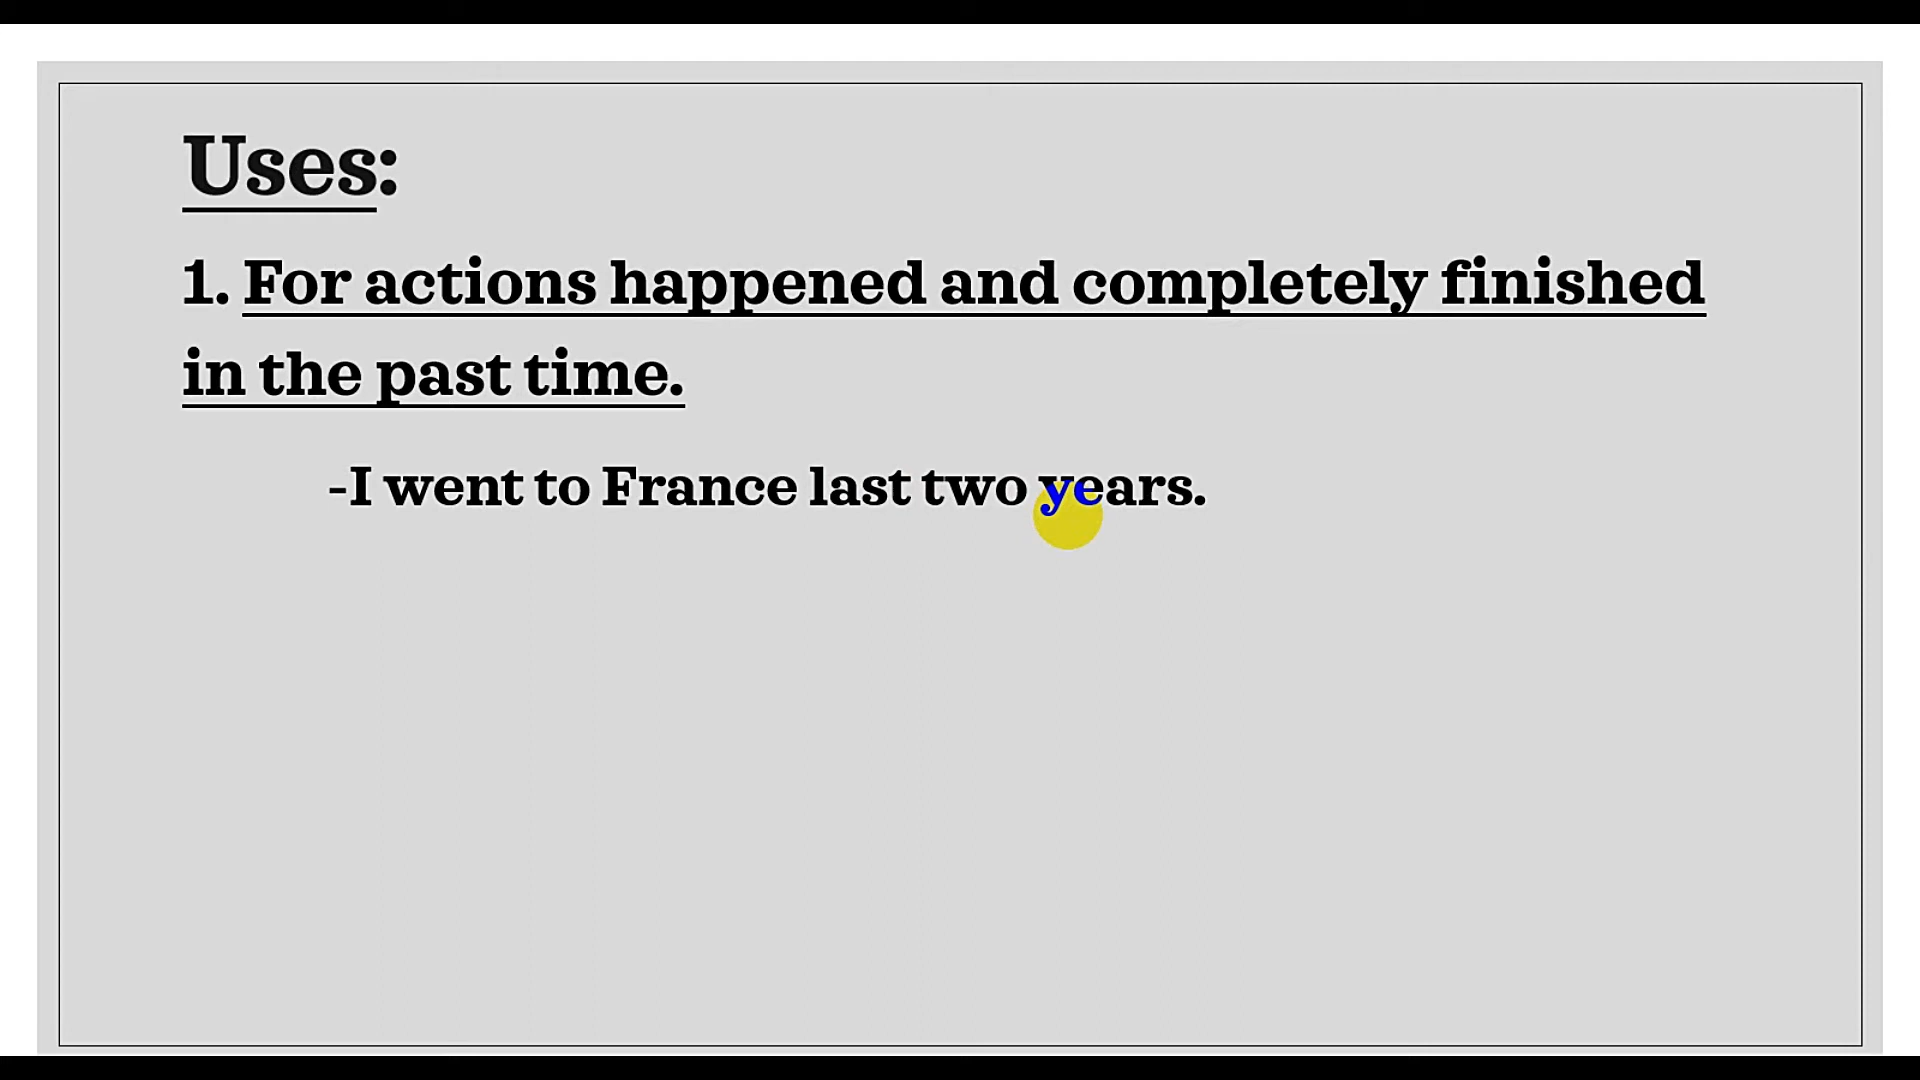 Uses:
1. For actions happened and completely finished
in the past time.
-I went to France last two years.